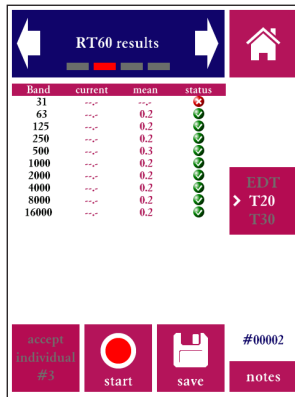 RT60 results
Band current mean status
31 --.- --.-
63 --.- 0.2
125 --.- 0.2
250 --.- 0.2
500 --.- 0.3
1000 --.- 0.2
2000 --.- 0.2
4000 --.- 0.2
8000 --.- 0.2
16000 --.- 0.2
EDT
T20
T30
accept
individual
#3
start
save
#00002
notes